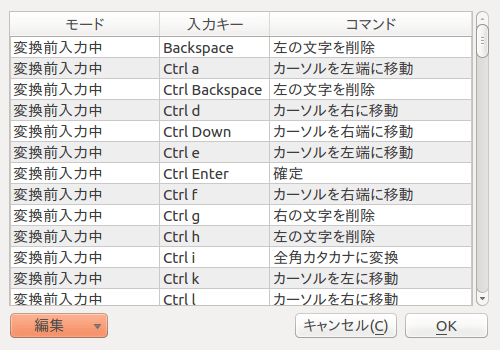 モード 入力キー コマンド
変換前入力中 Backspace 左の文字を削除
変換前入力中 Ctrl a カーソルを左端に移動
変換前入力中 Ctrl Backspace 左の文字を削除
変換前入力中 Ctrl d カーソルを右に移動
変換前入力中 Ctrl Down カーソルを右端に移動
変換前入力中 Ctrl e カーソルを左端に移動
変換前入力中 Ctrl Enter 確定
変換前入力中 Ctrl f カーソルを右端に移動
変換前入力中 Ctrl g 右の文字を削除
変換前入力中 Ctrl h 左の文字を削除
変換前入力中 Ctrl i 全角カタカナに変換
変換前入力中 Ctrl k カーソルを左に移動
変換前入力中 Ctrl l カーソルを右に移動
編集 キャンセル(C) OK